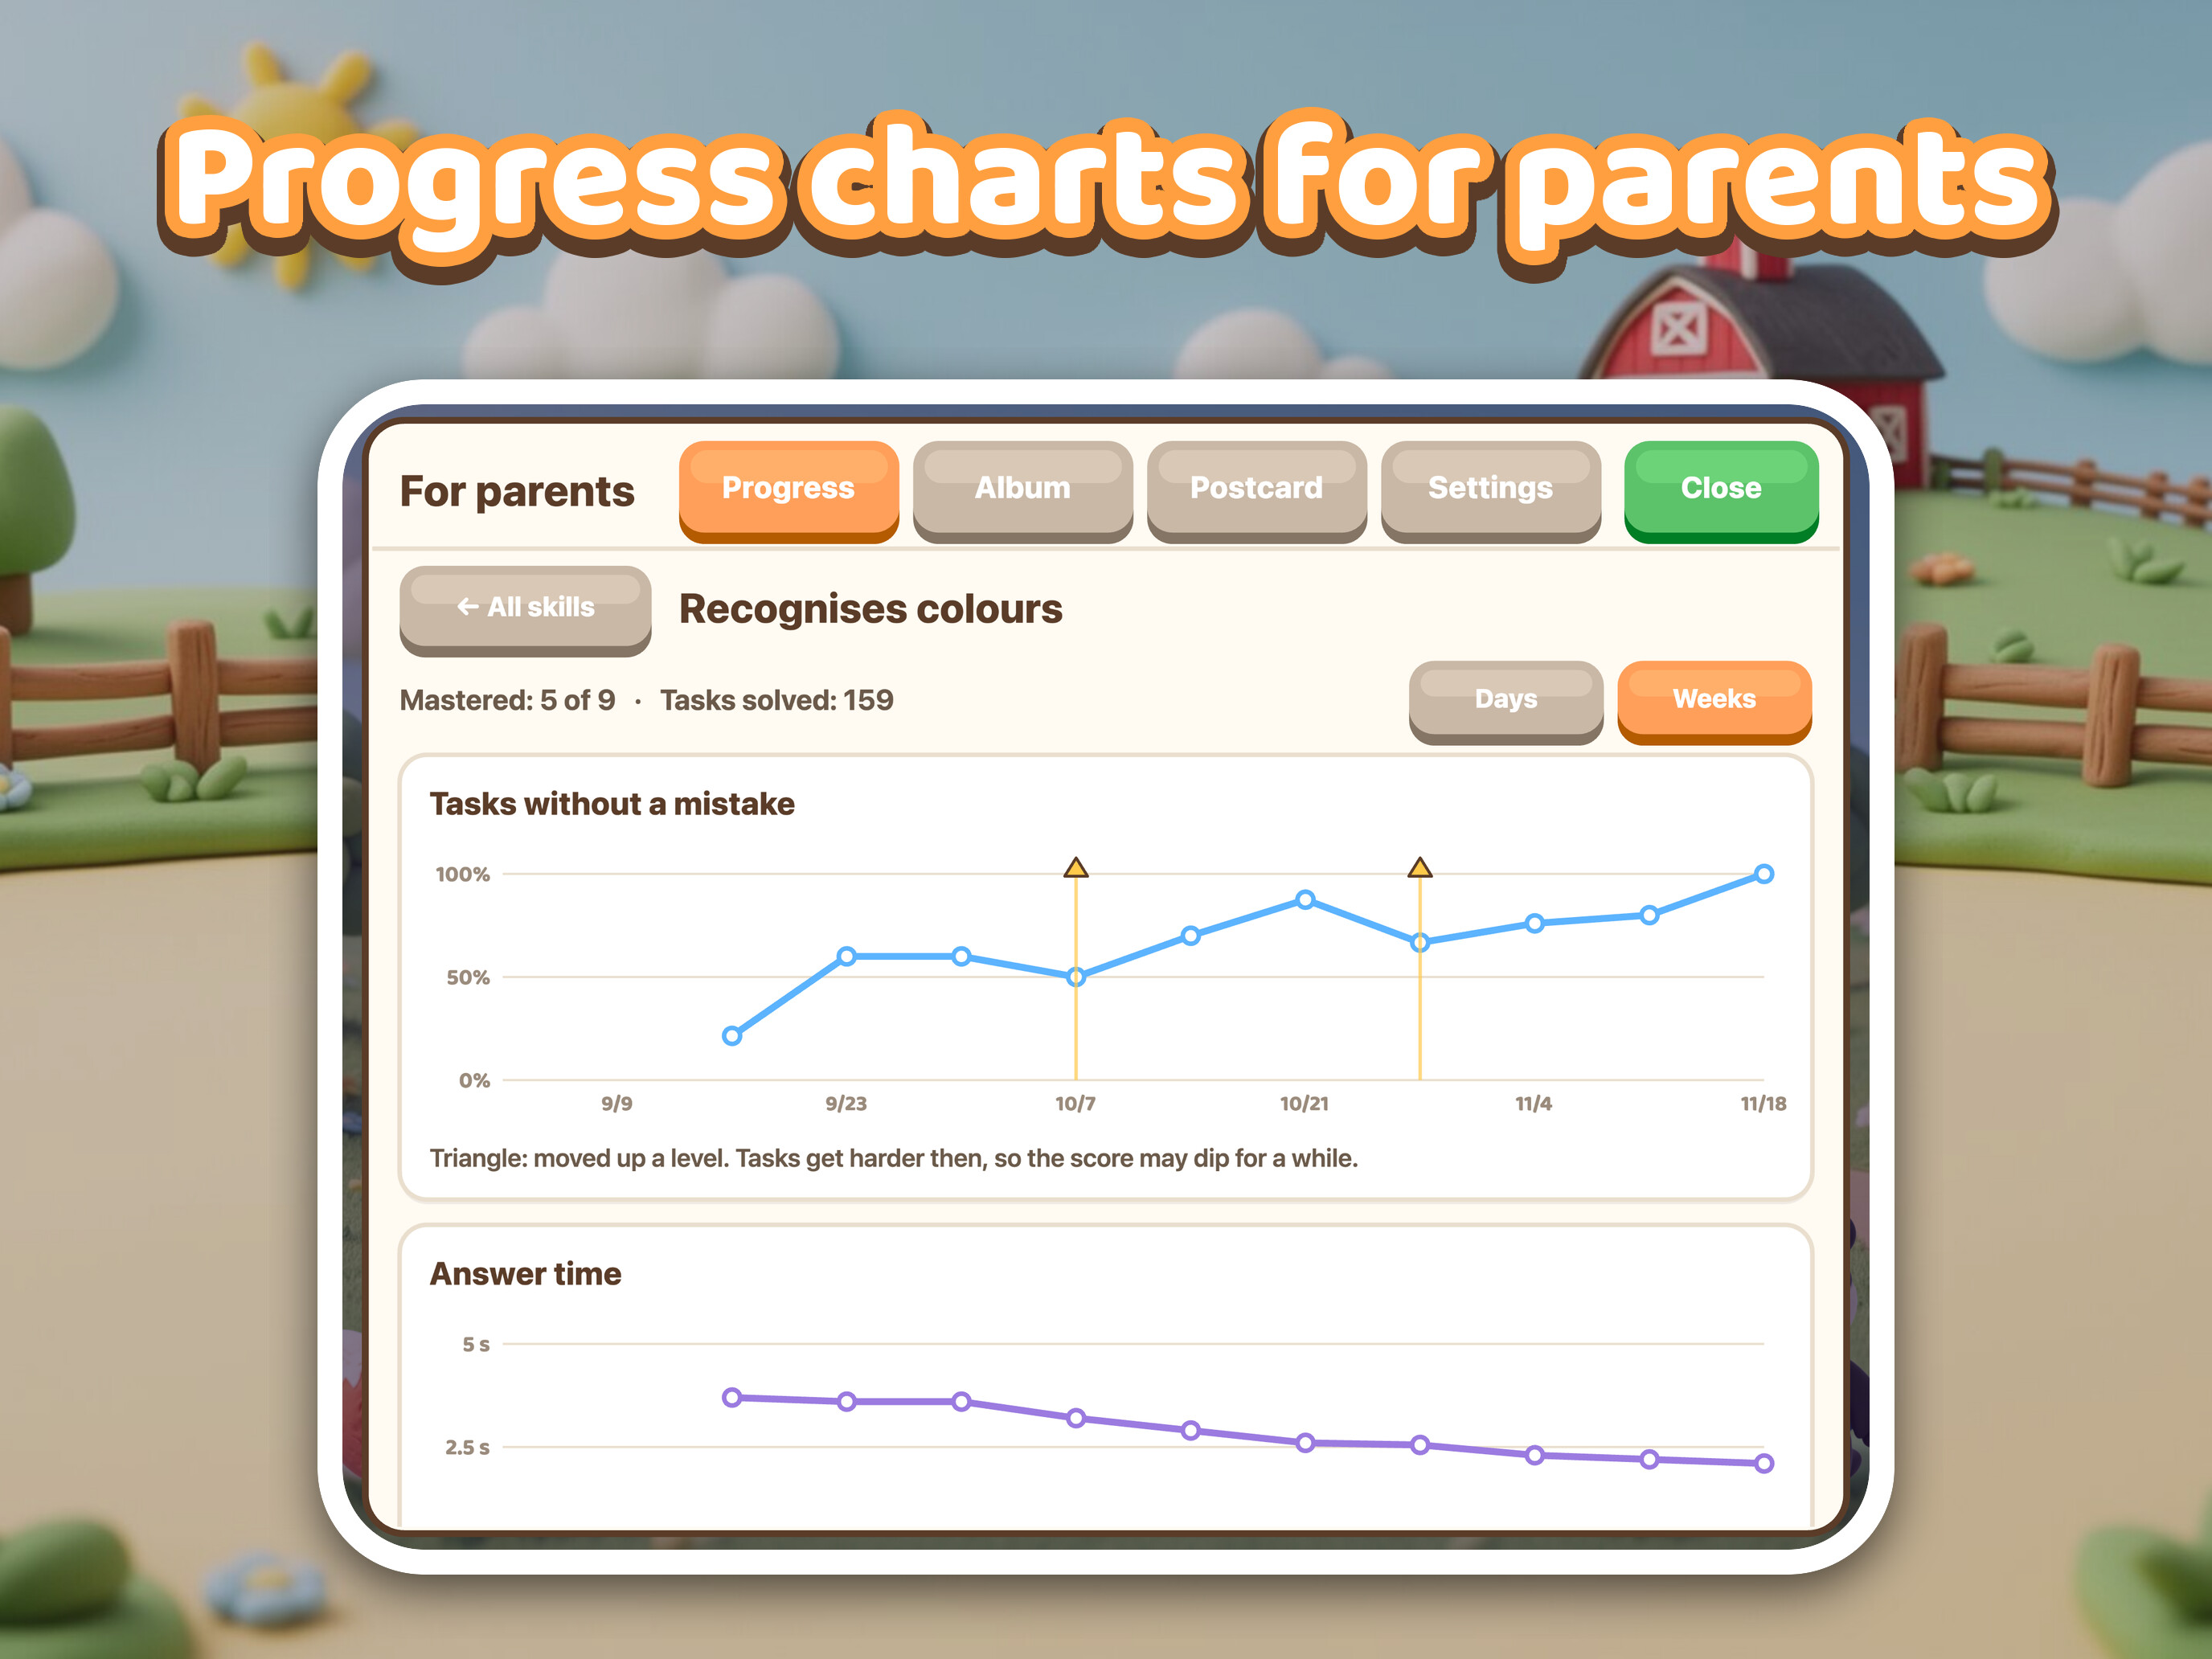 Progress charts for parents
For parents
Progress
Album
Postcard
Settings
Close
← All skills
Recognises colours
Mastered: 5 of 9 · Tasks solved: 159
Days
Weeks
Tasks without a mistake
100%
50%
0%
9/9
9/23
10/7
10/21
11/4
11/18
Triangle: moved up a level. Tasks get harder then, so the score may dip for a while.
Answer time
5 s
2.5 s